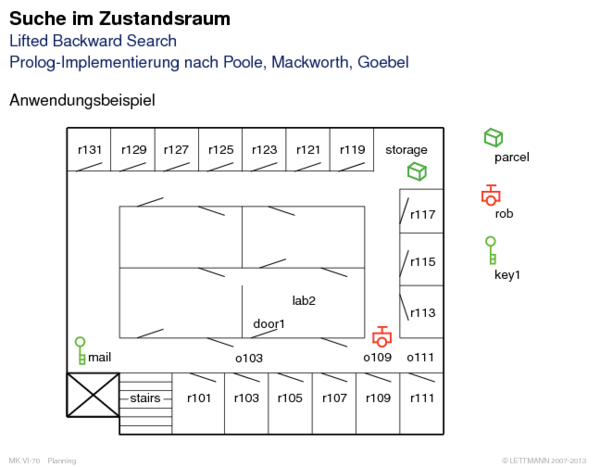 Suche im Zustandsraum
Lifted Backward Search
Prolog-Implementierung nach Poole, Mackworth, Goebel
Anwendungsbeispiel
r131 r129 r127 r125 r123 r121 r119 storage
parcel
r117
rob
r115
key1
lab2
r113
door1
mail o103 o109 o111
stairs r101 r103 r105 r107 r109 r111
MK:VI-70 Planning © LETTMANN 2007-2013